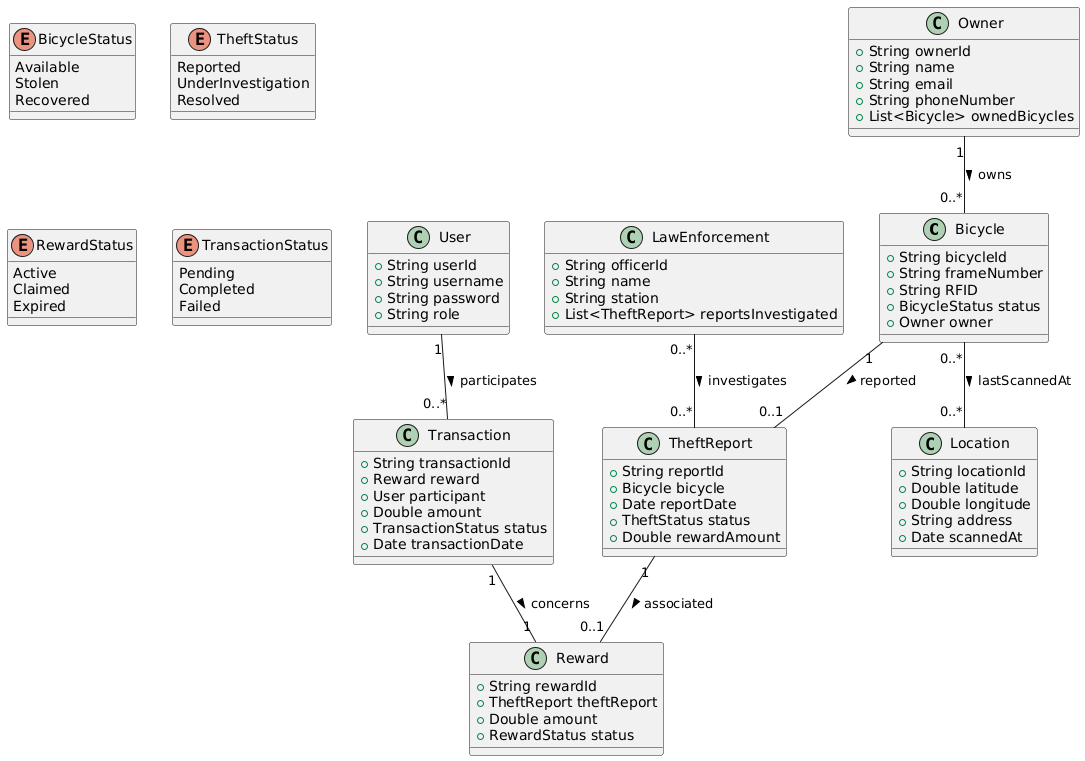 E BicycleStatus
Available
Stolen
Recovered
E TheftStatus
Reported
UnderInvestigation
Resolved
C Owner
String ownerId
String name
String email
String phoneNumber
List<Bicycle> ownedBicycles
1
owns
0..*
E RewardStatus
Active
Claimed
Expired
E TransactionStatus
Pending
Completed
Failed
C User
String userId
String username
String password
String role
C LawEnforcement
String officerId
String name
String station
List<TheftReport> reportsInvestigated
C Bicycle
String bicycleId
String frameNumber
String RFID
BicycleStatus status
Owner owner
1
participates
0..*
0..*
investigates
0..*
1
reported
0..1
0..*
lastScannedAt
0..*
C Transaction
String transactionId
Reward reward
User participant
Double amount
TransactionStatus status
Date transactionDate
C TheftReport
String reportId
Bicycle bicycle
Date reportDate
TheftStatus status
Double rewardAmount
C Location
String locationId
Double latitude
Double longitude
String address
Date scannedAt
1
concerns
1
1
associated
0..1
C Reward
String rewardId
TheftReport theftReport
Double amount
RewardStatus status